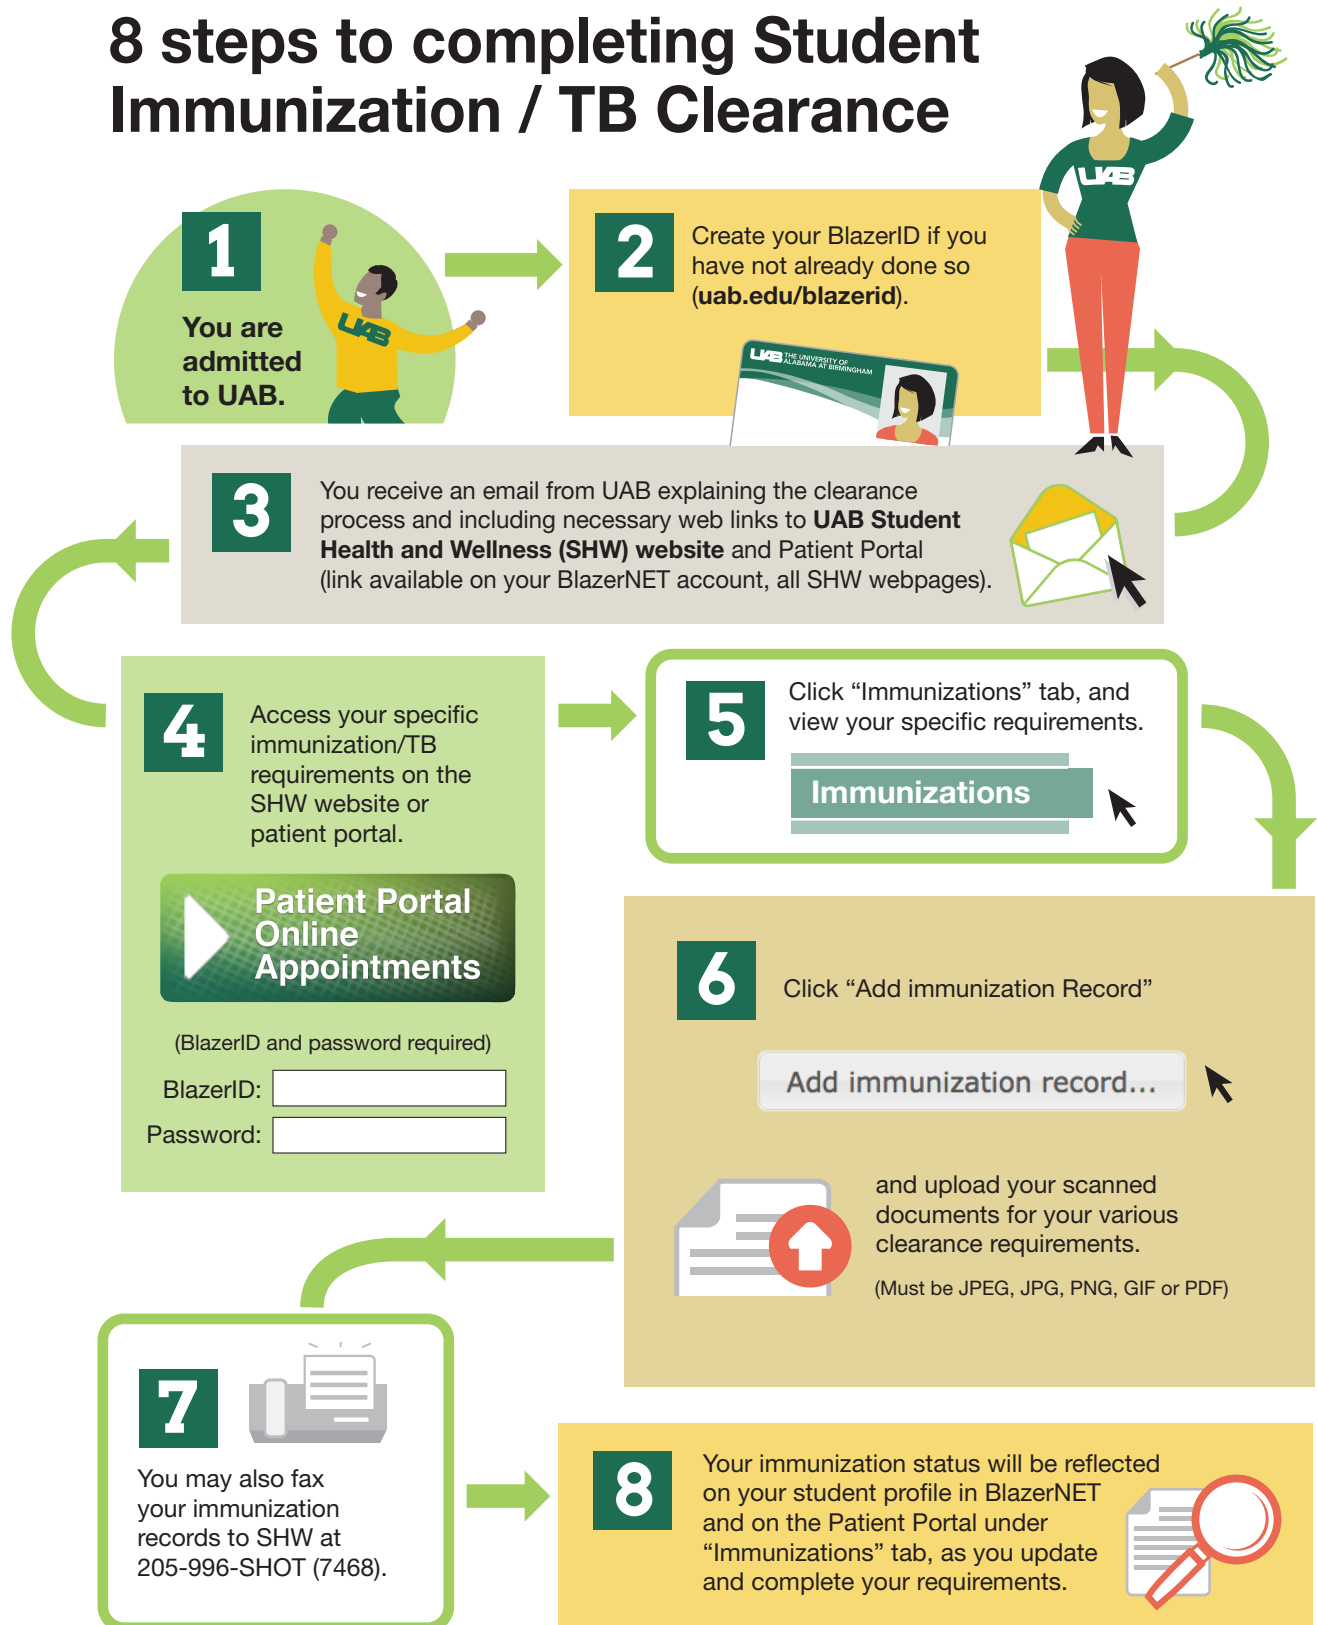 8 steps to completing Student
Immunization / TB Clearance
UAB
1
You are
admitted
to UAB.
UAB
2
Create your BlazerID if you
have not already done so
(uab.edu/blazerid).
UAB THE UNIVERSITY OF
ALABAMA AT BIRMINGHAM
3
You receive an email from UAB explaining the clearance
process and including necessary web links to UAB Student
Health and Wellness (SHW) website and Patient Portal
(link available on your BlazerNET account, all SHW webpages).
4
Access your specific
immunization/TB
requirements on the
SHW website or
patient portal.
Patient Portal
Online
Appointments
(BlazerID and password required)
BlazerID:
Password:
5
Click “Immunizations” tab, and
view your specific requirements.
Immunizations
6
Click “Add immunization Record”
Add immunization record...
and upload your scanned
documents for your various
clearance requirements.
(Must be JPEG, JPG, PNG, GIF or PDF)
7
You may also fax
your immunization
records to SHW at
205-996-SHOT (7468).
8
Your immunization status will be reflected
on your student profile in BlazerNET
and on the Patient Portal under
“Immunizations” tab, as you update
and complete your requirements.